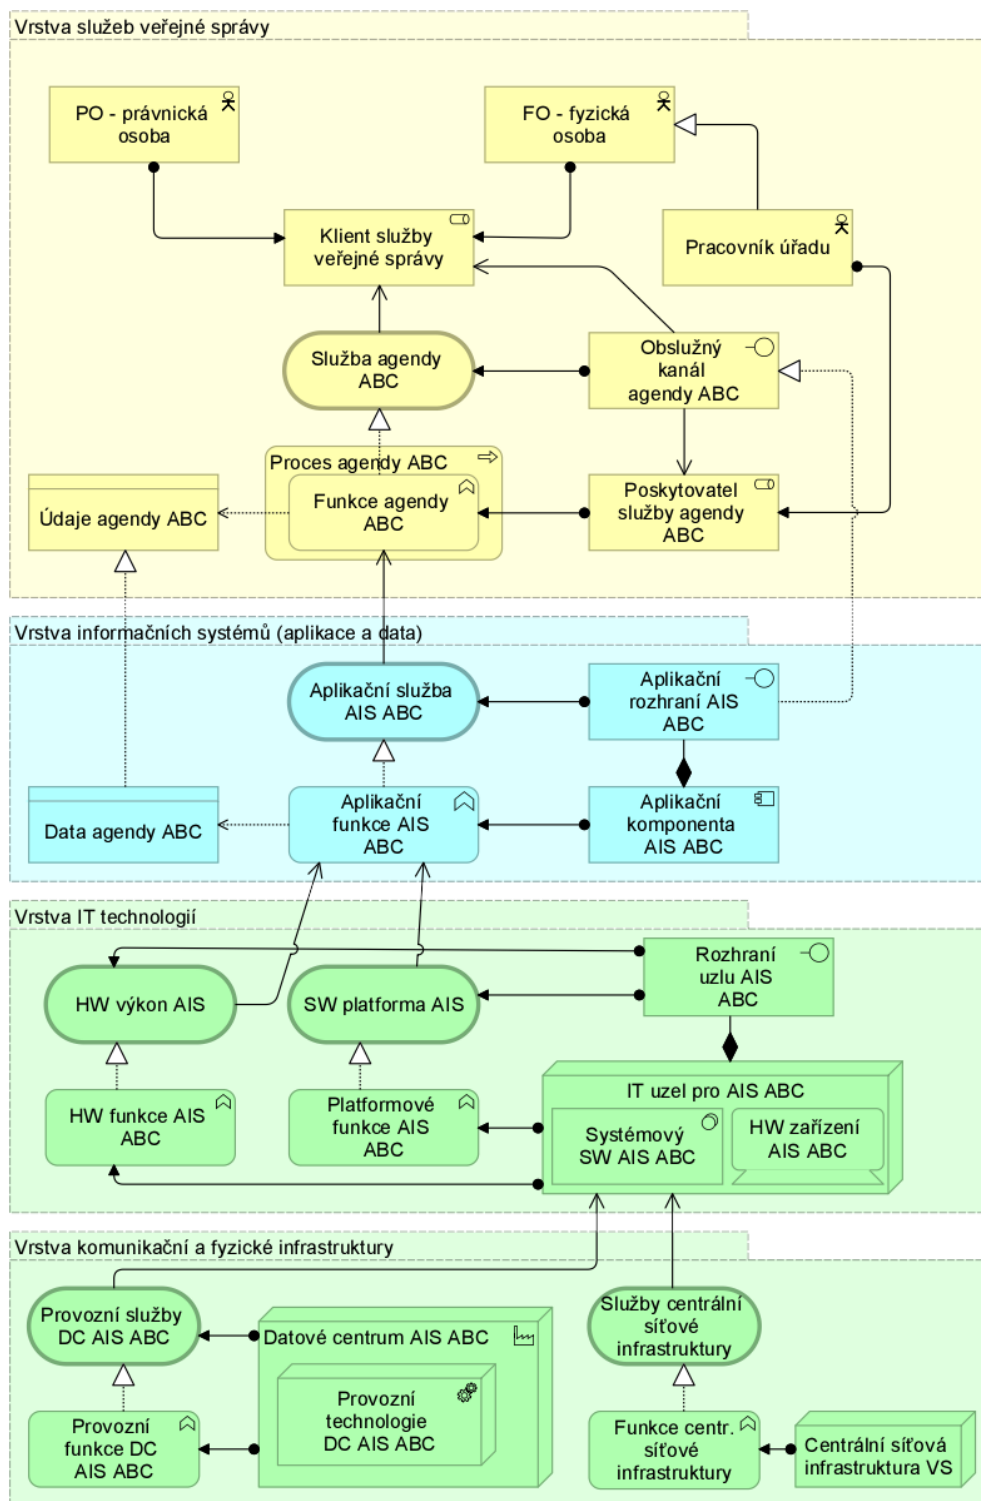 Vrstva služeb veřejné správy
PO - právnická
osoba
FO - fyzická
osoba
Klient služby
veřejné správy
Pracovník úřadu
Služba agendy
ABC
Obslužný
kanál
agendy ABC
Proces agendy ABC
Funkce agendy
ABC
Údaje agendy ABC
Poskytovatel
služby agendy
ABC
Vrstva informačních systémů (aplikace a data)
Aplikační služba
AIS ABC
Aplikační
rozhraní AIS
ABC
Data agendy ABC
Aplikační
funkce AIS
ABC
Aplikační
komponenta
AIS ABC
Vrstva IT technologií
HW výkon AIS
SW platforma AIS
Rozhraní
uzlu AIS
ABC
HW funkce AIS
ABC
Platformové
funkce AIS
ABC
IT uzel pro AIS ABC
Systémový
SW AIS ABC
HW zařízení
AIS ABC
Vrstva komunikační a fyzické infrastruktury
Provozní služby
DC AIS ABC
Datové centrum AIS ABC
Služby centrální
síťové
infrastruktury
Provozní
technologie
DC AIS ABC
Provozní
funkce DC
AIS ABC
Funkce centr.
síťové
infrastruktury
Centrální síťová
infrastruktura VS